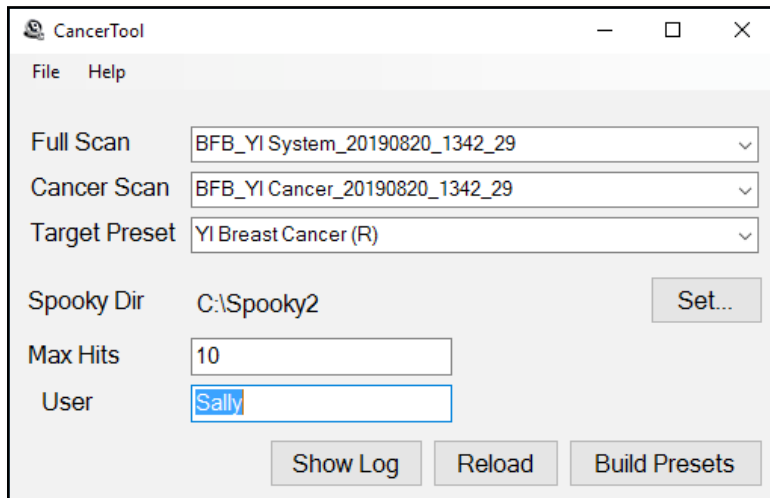 CancerTool
File Help
Full Scan BFB_YI System_20190820_1342_29
Cancer Scan BFB_YI Cancer_20190820_1342_29
Target Preset YI Breast Cancer (R)
Spooky Dir C:\Spooky2 Set...
Max Hits 10
User Sally
Show Log Reload Build Presets